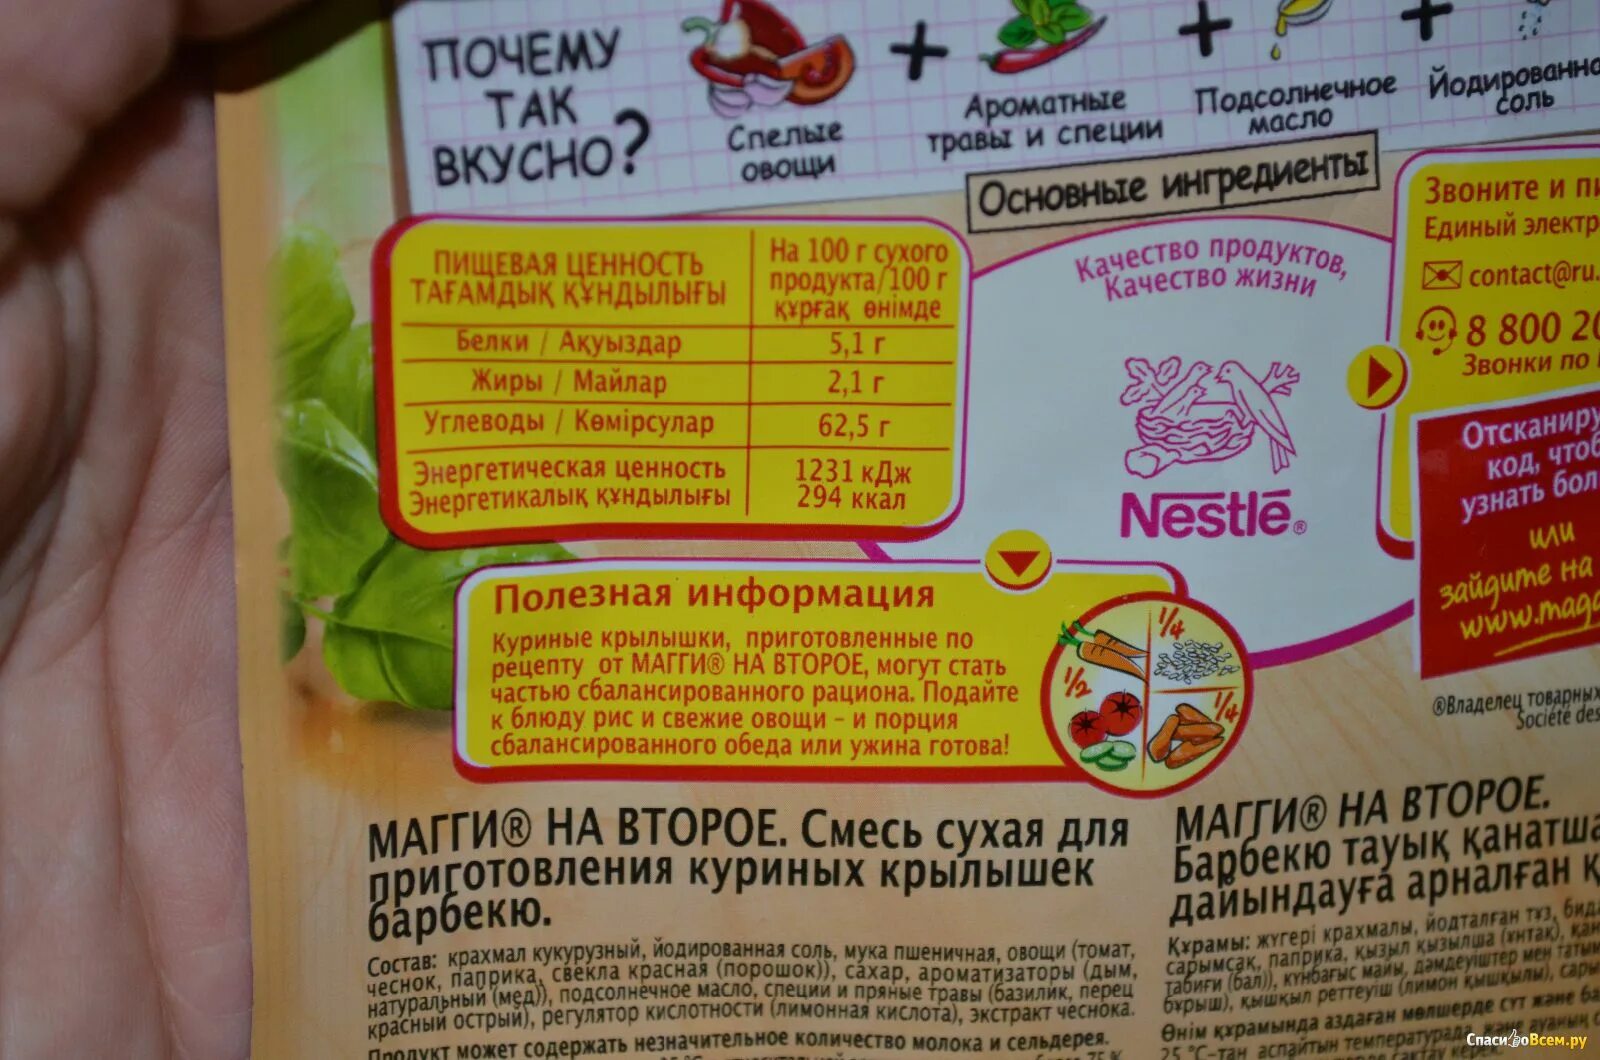 ПОЧЕМУ
ТАК
ВКУСНО?
Спелые
овощи
+
Ароматные
травы и специи
+
Подсолнечное
масло
+
соль
Основные ингредиенты
ПИЩЕВАЯ ЦЕННОСТЬ
ТАҒАМДЫҚ ҚҰНДЫЛЫҒЫ
На 100 г сухого
продукта/100 г
құрғақ өнімде
Белки / Ақуыздар 5,1 г
Жиры / Майлар 2,1 г
Углеводы / Көмірсулар 62,5 г
Энергетическая ценность 1231 кДж
Энергетикалық құндылығы 294 ккал
Качество продуктов,
Качество жизни
Nestlé®
Звоните и
Единый
contact@ru.
8 800
Звонки по
код,
узнать
или
зайдите на
Полезная информация
Куриные крылышки, приготовленные по
рецепту от МАГГИ® НА ВТОРОЕ, могут стать
частью сбалансированного рациона. Подайте
к блюду рис и свежие овощи – и порция
сбалансированного обеда или ужина готова!
1/4
1/2
1/4
®Владелец товарных
Société des
МАГГИ® НА ВТОРОЕ. Смесь сухая для
приготовления куриных крылышек
барбекю.
Состав: крахмал кукурузный, йодированная соль, мука пшеничная, овощи (томат,
чеснок, паприка, свекла красная (порошок)), сахар, ароматизаторы (дым,
натуральный (мед)), подсолнечное масло, специи и пряные травы (базилик, перец
красный острый), регулятор кислотности (лимонная кислота), экстракт чеснока.
Продукт может содержать незначительное количество молока и сельдерея.
МАГГИ® НА ВТОРОЕ.
Барбекю тауық
дайындауға арналған
Құрамы: жүгері крахмалы, йодталған тұз,
сарымсақ, паприка, қызыл қызылша (ұнтақ),
табиғи (бал)), күнбағыс майы, дәмдеуіштер мен
бұрыш), қышқыл реттеуіш (лимон қышқылы),
Өнім құрамында аздаған мөлшерде сүт және
25 °С-тан аспайтын
СпасибоВсем.ру